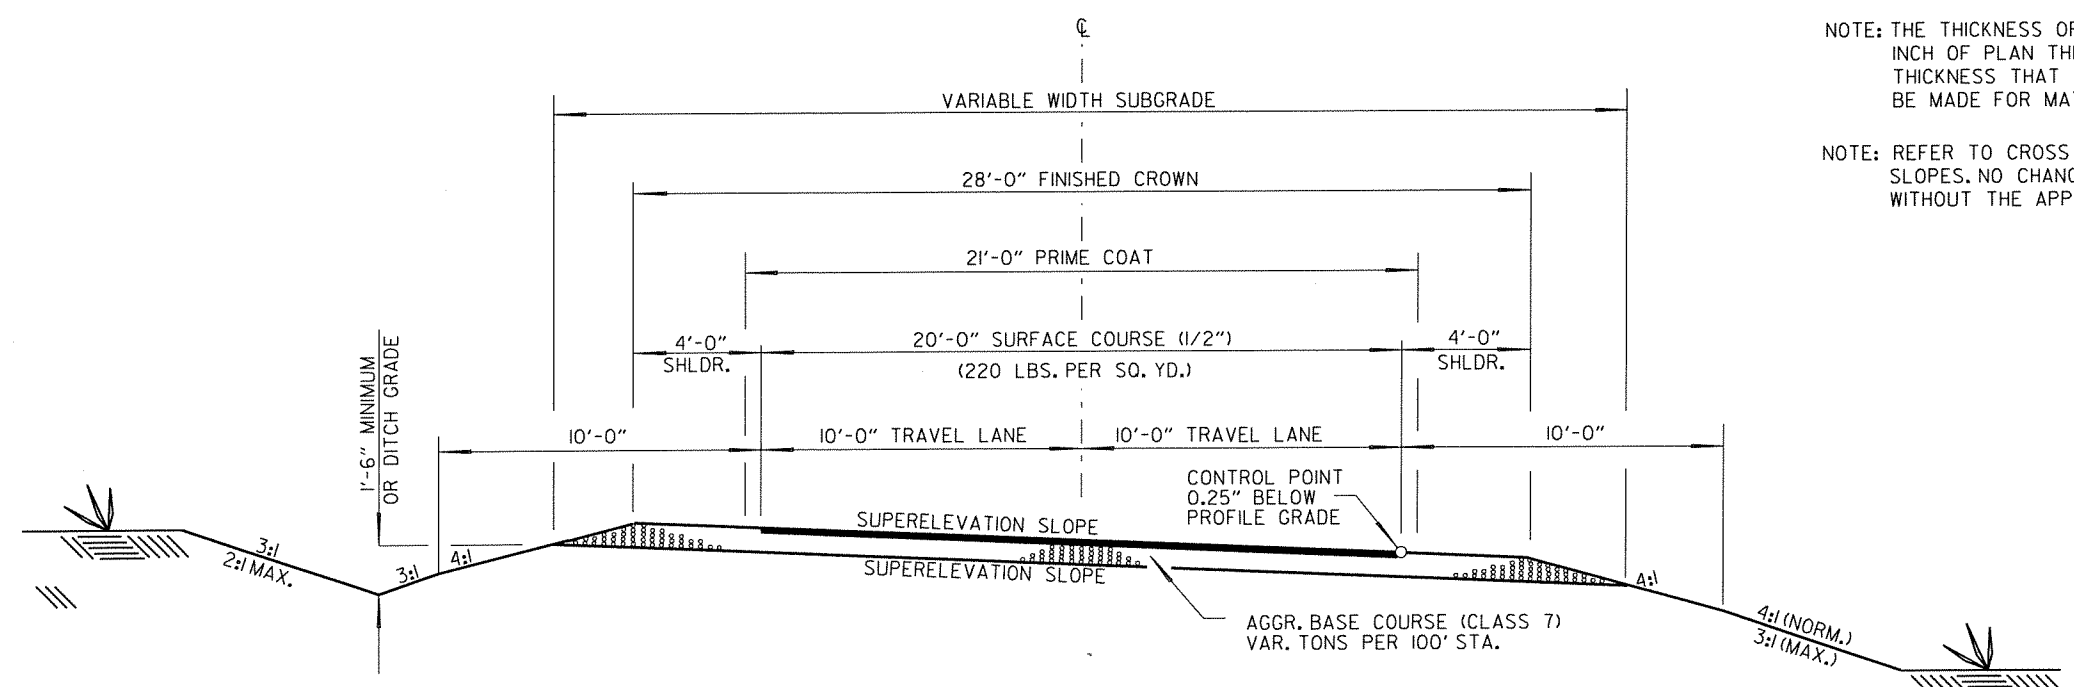 ℄
NOTE: THE THICKNESS OF
INCH OF PLAN
THICKNESS THAT
BE MADE FOR
VARIABLE WIDTH SUBGRADE
NOTE: REFER TO CROSS
SLOPES. NO
WITHOUT THE
28'-0" FINISHED CROWN
21'-0" PRIME COAT
4'-0"
SHLDR.
20'-0" SURFACE COURSE (1/2")
(220 LBS. PER SQ. YD.)
4'-0"
SHLDR.
1'-6" MINIMUM
OR DITCH GRADE
10'-0"
10'-0" TRAVEL LANE
10'-0" TRAVEL LANE
10'-0"
CONTROL POINT
0.25" BELOW
PROFILE GRADE
SUPERELEVATION SLOPE
SUPERELEVATION SLOPE
3:1
2:1 MAX.
3:1
4:1
4:1
4:1 (NORM.)
3:1 (MAX.)
AGGR. BASE COURSE (CLASS 7)
VAR. TONS PER 100' STA.